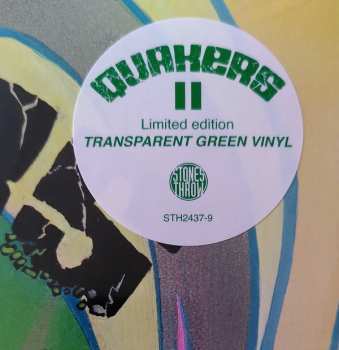 QUAKERS
II
Limited edition
TRANSPARENT GREEN VINYL
STONES
THROW
STH2437-9